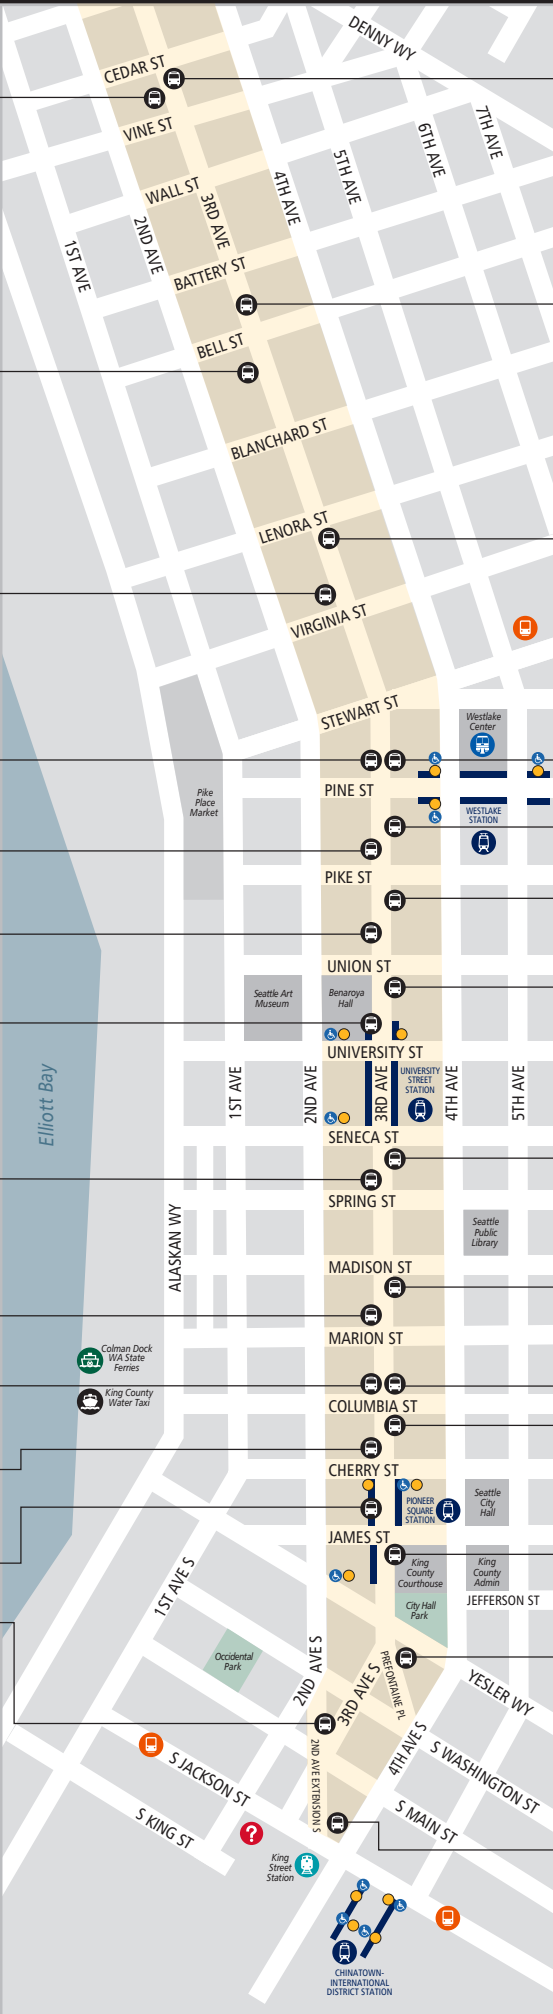 DENNY WY
CEDAR ST
VINE ST
7TH AVE
6TH AVE
5TH AVE
4TH AVE
WALL ST
3RD AVE
2ND AVE
1ST AVE
BATTERY ST
BELL ST
BLANCHARD ST
LENORA ST
VIRGINIA ST
STEWART ST
Westlake
Center
Pike
Place
Market
PINE ST
WESTLAKE
STATION
PIKE ST
UNION ST
Seattle Art
Museum
Benaroya
Hall
UNIVERSITY ST
Elliott Bay
1ST AVE
2ND AVE
3RD AVE
UNIVERSITY
STREET
STATION
4TH AVE
5TH AVE
SENECA ST
SPRING ST
ALASKAN WY
Seattle
Public
Library
MADISON ST
MARION ST
Colman Dock
WA State
Ferries
King County
Water Taxi
COLUMBIA ST
CHERRY ST
PIONEER
SQUARE
STATION
Seattle
City
Hall
JAMES ST
King
County
Courthouse
King
County
Admin
JEFFERSON ST
City Hall
Park
1ST AVE S
Occidental
Park
2ND AVE S
3RD AVE S
PREFONTAINE PL
YESLER WY
4TH AVE S
S WASHINGTON ST
2ND AVE EXTENSION S
S JACKSON ST
S MAIN ST
S KING ST
?
King
Street
Station
CHINATOWN-
INTERNATIONAL
DISTRICT STATION